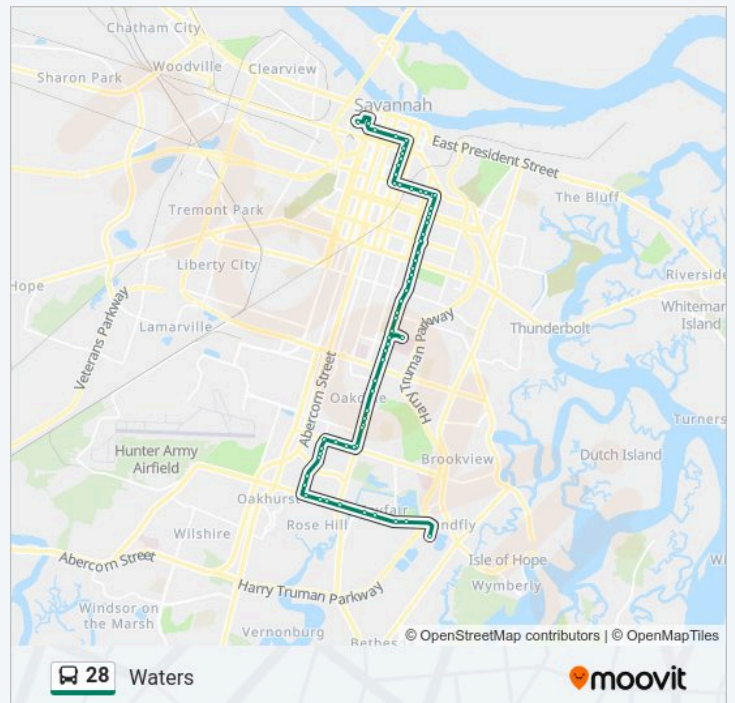 Chatham City
Woodville
Clearview
Sharon Park
Savannah
East President Street
The Bluff
Tremont Park
Liberty City
Riverside
Hope
Whitemar
Island
Veterans Parkway
Lamarville
Thunderbolt
Harry Truman Parkway
Abercorn Street
Turners
Hunter Army
Airfield
Brookview
Dutch Island
Oakhurst
Rose Hill
Wilshire
Isle of Hope
Abercorn Street
Wymberly
Harry Truman Parkway
Windsor on
the Marsh
Vernonburg
Bethes
© OpenStreetMap contributors | © OpenMapTiles
28 Waters
moovit